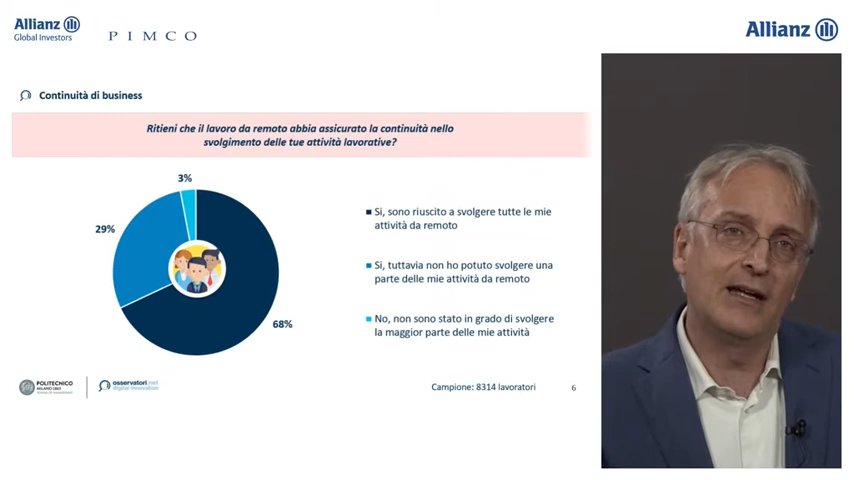 Allianz
Global Investors
PIMCO
Allianz
Continuità di business
Ritieni che il lavoro da remoto abbia assicurato la continuità nello
svolgimento delle tue attività lavorative?
3%
29%
68%
Si, sono riuscito a svolgere tutte le mie
attività da remoto
Si, tuttavia non ho potuto svolgere una
parte delle mie attività da remoto
No, non sono stato in grado di svolgere
la maggior parte delle mie attività
POLITECNICO
MILANO 1863
osservatori.net
digital innovation
Campione: 8314 lavoratori
6